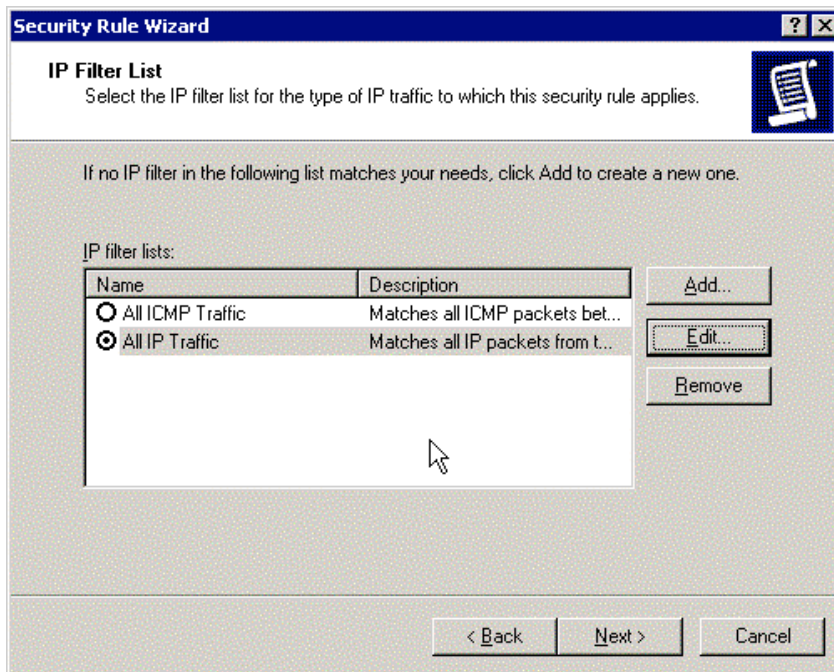 Security Rule Wizard
IP Filter List
Select the IP filter list for the type of IP traffic to which this security rule applies.
If no IP filter in the following list matches your needs, click Add to create a new one.
IP filter lists:
Name Description
All ICMP Traffic Matches all ICMP packets bet...
All IP Traffic Matches all IP packets from t...
Add...
Edit...
Remove
< Back Next > Cancel